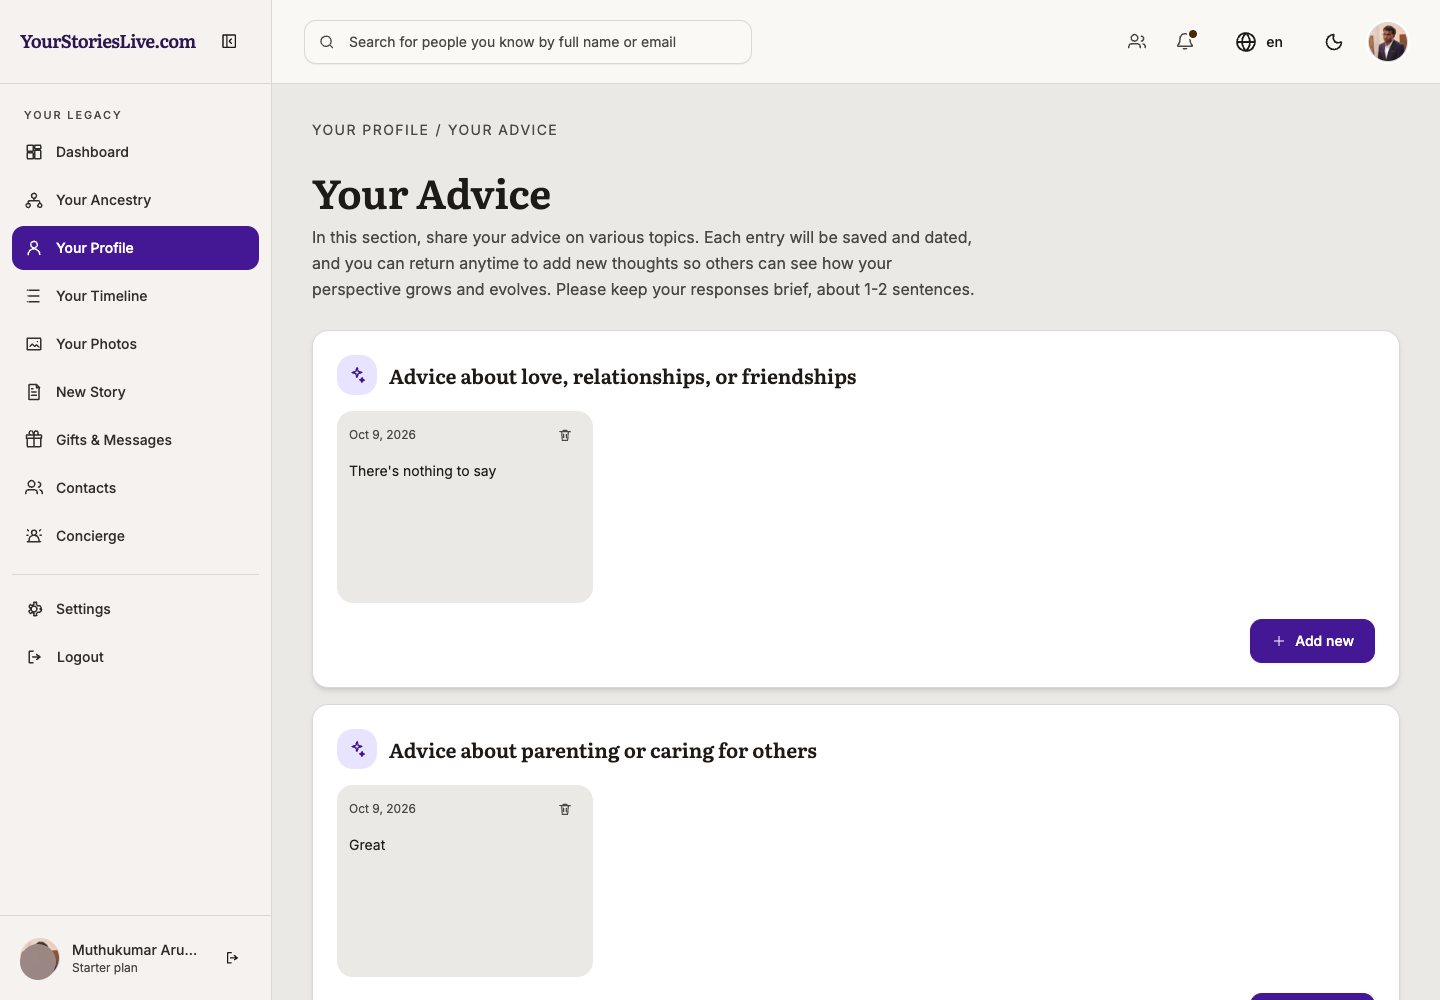 YourStoriesLive.com
Search for people you know by full name or email
en
YOUR LEGACY
Dashboard
Your Ancestry
Your Profile
Your Timeline
Your Photos
New Story
Gifts & Messages
Contacts
Concierge
Settings
Logout
Muthukumar Aru...
Starter plan
YOUR PROFILE / YOUR ADVICE
Your Advice
In this section, share your advice on various topics. Each entry will be saved and dated,
and you can return anytime to add new thoughts so others can see how your
perspective grows and evolves. Please keep your responses brief, about 1-2 sentences.
Advice about love, relationships, or friendships
Oct 9, 2026
There's nothing to say
Add new
Advice about parenting or caring for others
Oct 9, 2026
Great